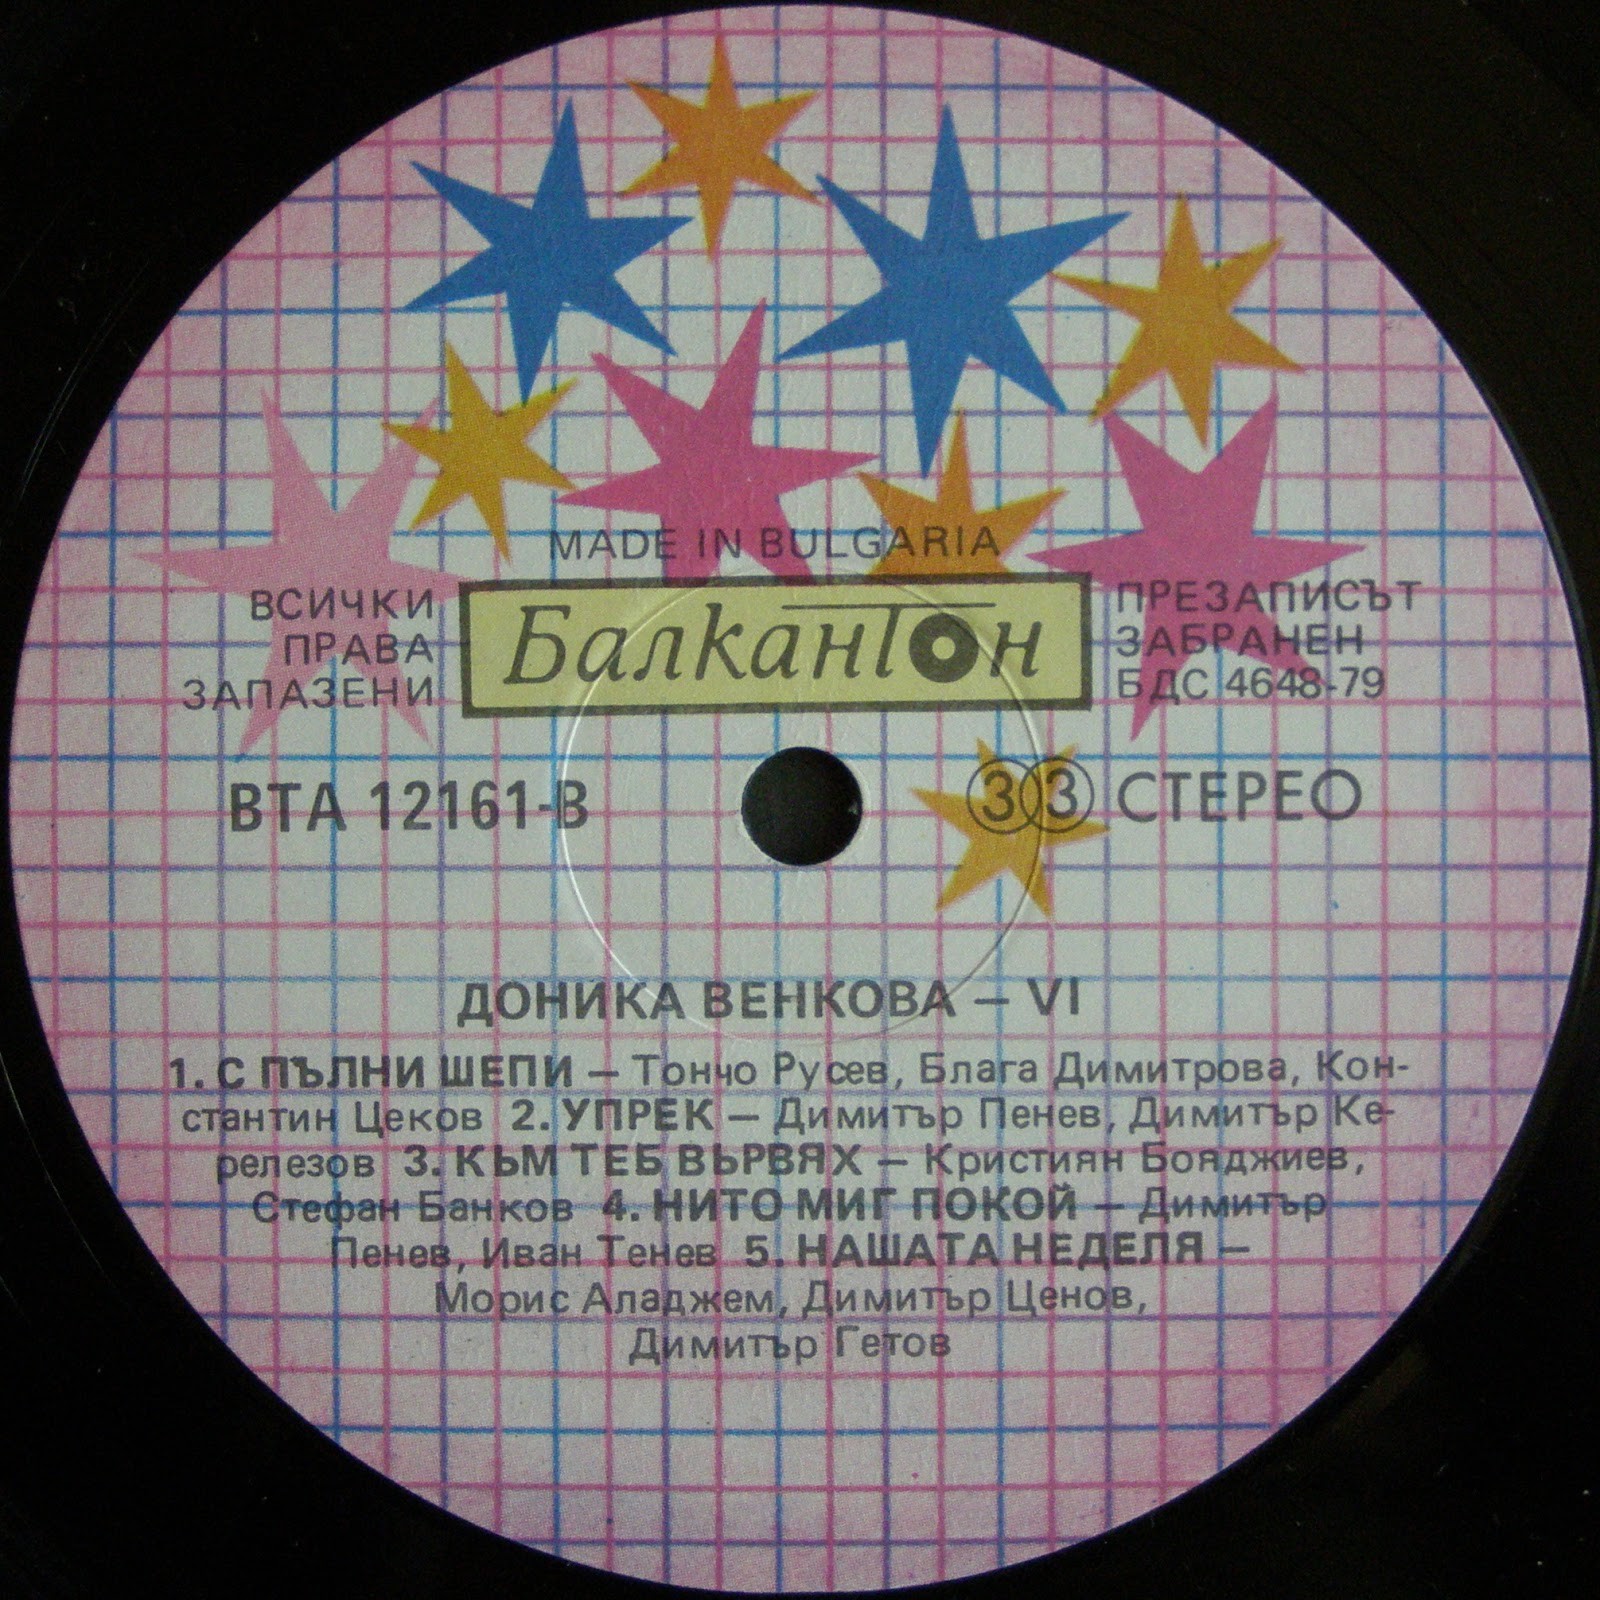 MADE IN BULGARIA
ВСИЧКИ
ПРАВА
ЗАПАЗЕНИ
Балкантон
ПРЕЗАПИСЪТ
ЗАБРАНЕН
БДС 4648-79
ВТА 12161-В
33 СТЕРЕО
ДОНИКА ВЕНКОВА – VI
1. С ПЪЛНИ ШЕПИ – Тончо Русев, Блага Димитрова, Кон-
стантин Цеков 2. УПРЕК – Димитър Пенев, Димитър Ке-
релезов 3. КЪМ ТЕБ ВЪРВЯХ – Кристиян Бояджиев,
Стефан Банков 4. НИТО МИГ ПОКОЙ – Димитър
Пенев, Иван Тенев 5. НАШАТА НЕДЕЛЯ –
Морис Аладжем, Димитър Ценов,
Димитър Гетов